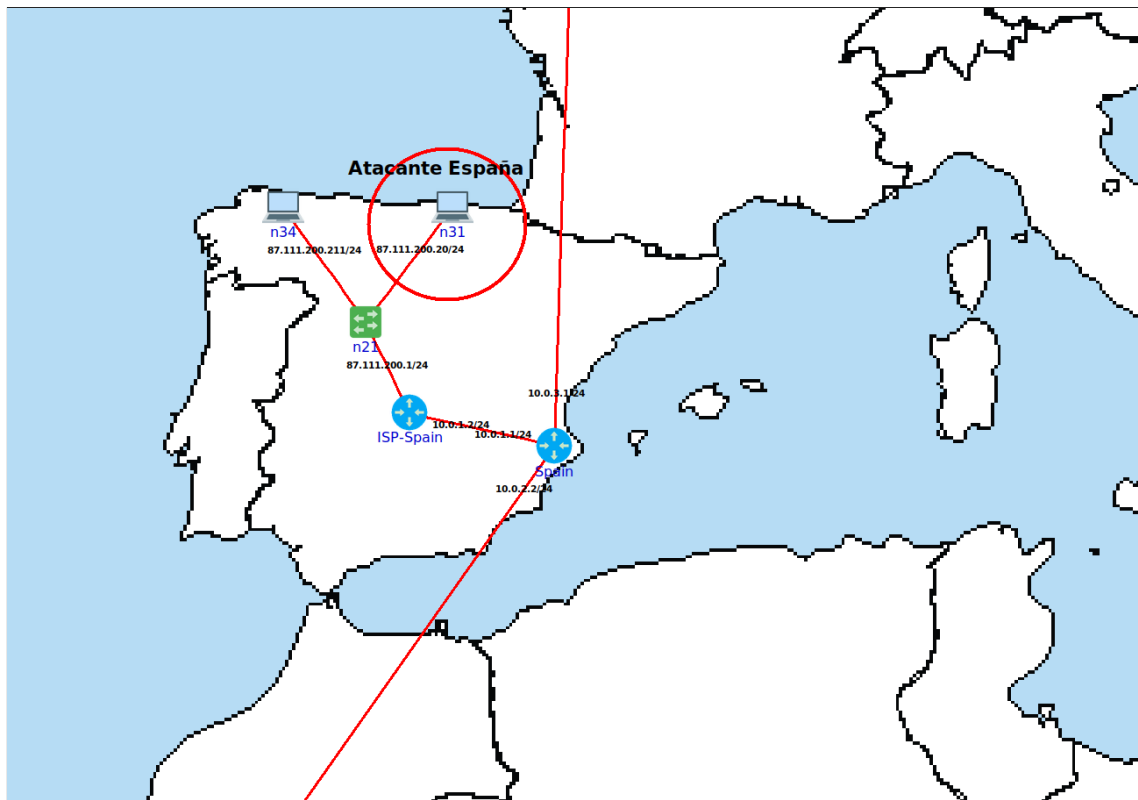 Atacante España
n34
n31
87.111.200.211/24
87.111.200.20/24
n21
87.111.200.1/24
10.0.3.1/24
ISP-Spain
10.0.1.2/24
10.0.1.1/24
Spain
10.0.2.2/24